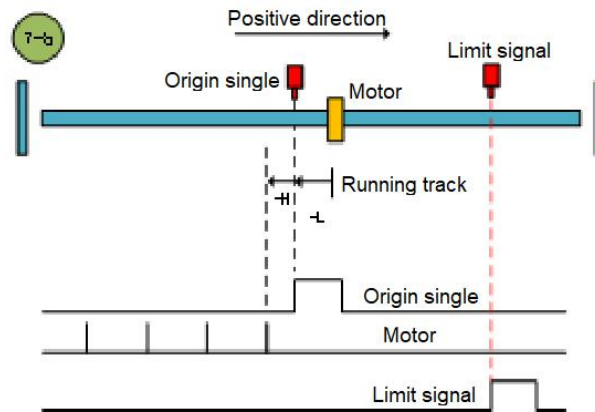 Positive direction
Limit signal
Origin single
Motor
Running track
-H
-L
Origin single
Motor
Limit signal